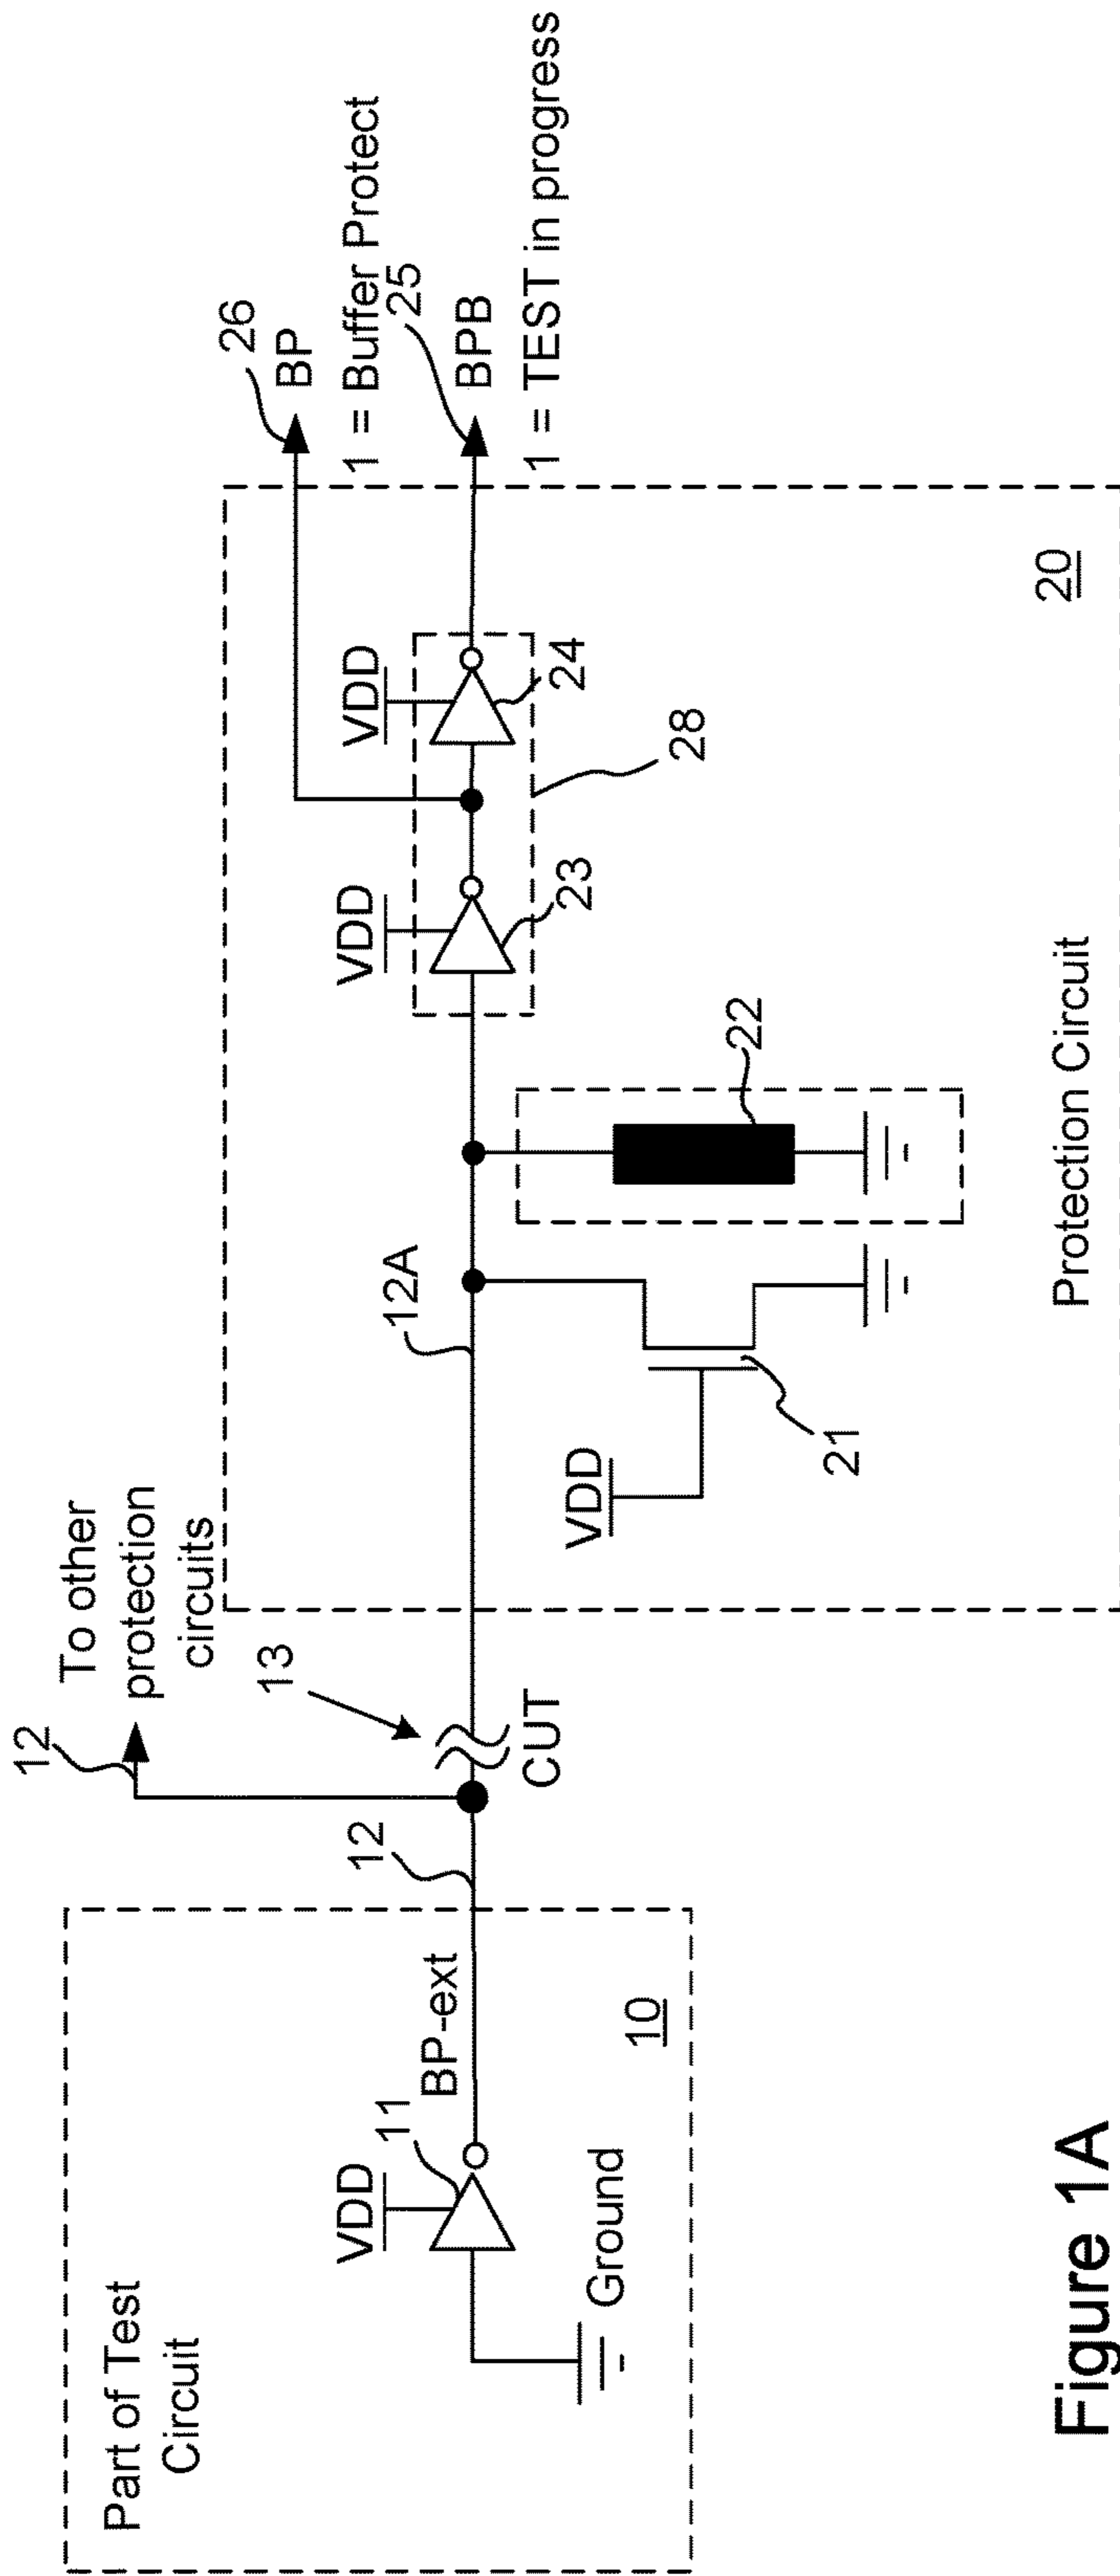 Part of Test
Circuit
VDD
11
BP-ext
Ground
10
12
12
To other
protection
circuits
13
CUT
12A
VDD
21
22
VDD
23
VDD
24
28
26
BP
1 = Buffer Protect
25
BPB
1 = TEST in progress
20
Protection Circuit
Figure 1A